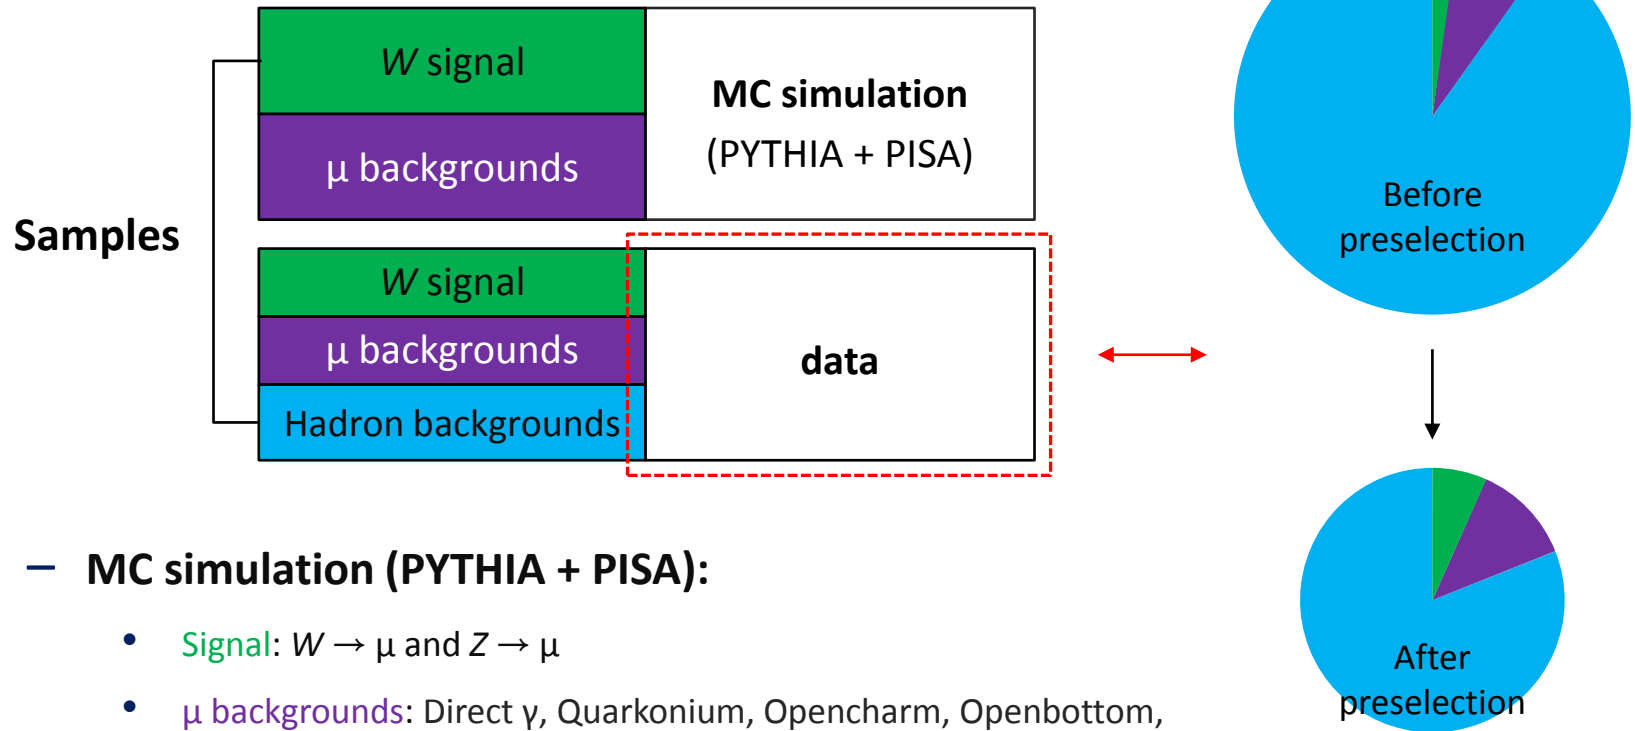 W signal
MC simulation
(PYTHIA + PISA)
μ backgrounds
Samples
W signal
μ backgrounds
Hadron backgrounds
data
Before
preselection
After
preselection
– MC simulation (PYTHIA + PISA):
• Signal: W → μ and Z → μ
• μ backgrounds: Direct γ, Quarkonium, Opencharm, Openbottom,